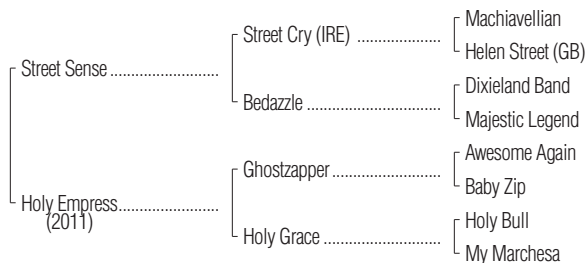 Machiavellian
Street Cry (IRE) ....................
Helen Street (GB)
Street Sense ..........................
Dixieland Band
Bedazzle ................................
Majestic Legend
Awesome Again
Ghostzapper ..........................
Baby Zip
Holy Empress........................
(2011)
Holy Bull
Holy Grace .............................
My Marchesa